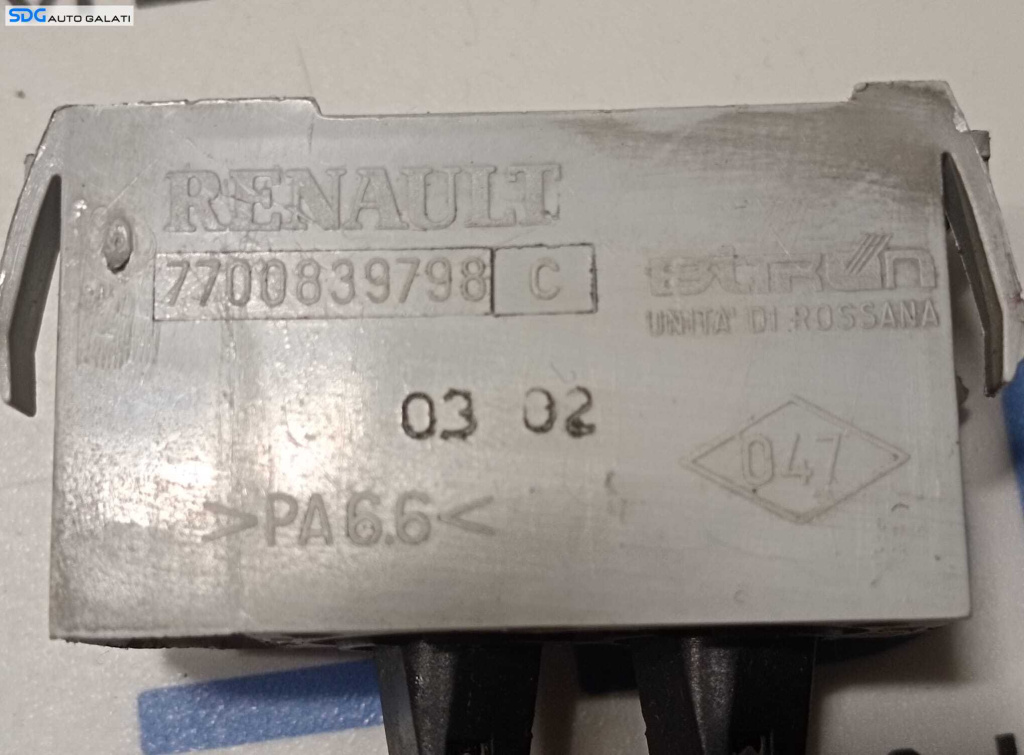 SDG AUTO GALATI
RENAULT
7700839798 C
UNITA' DI ROSSANA
03 02
047
>PA6.6<